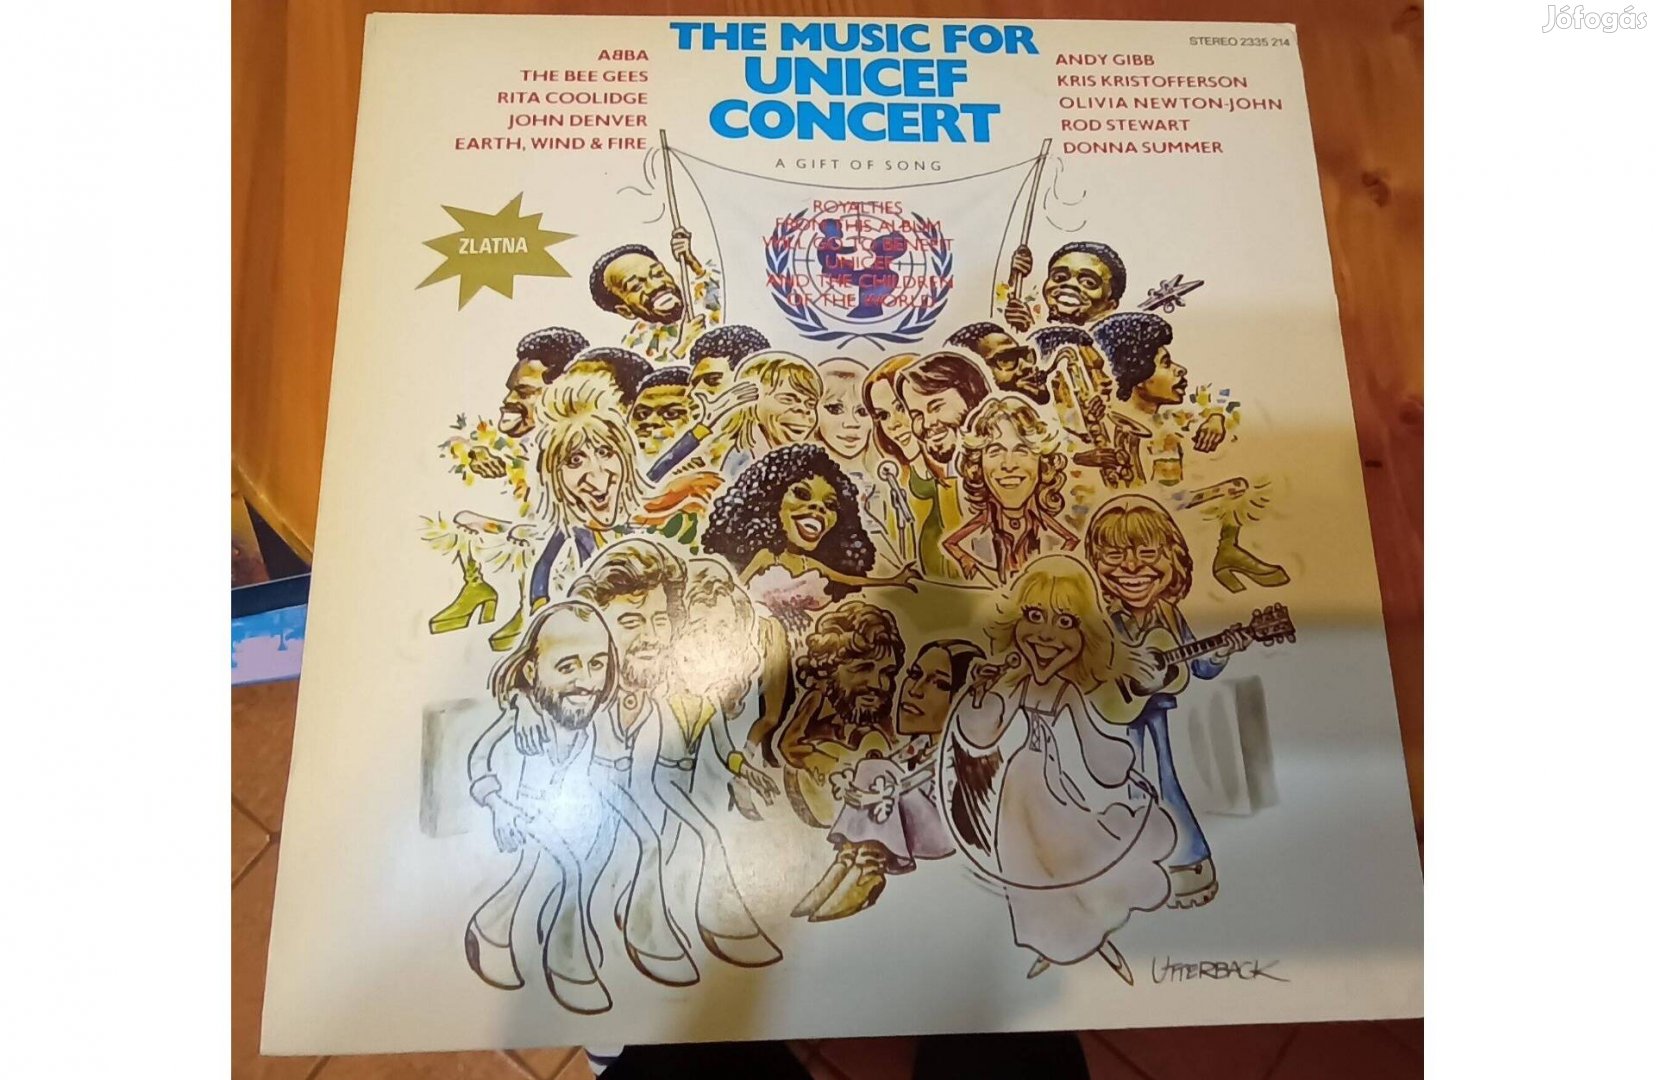 Jófogás
THE MUSIC FOR
UNICEF
CONCERT
A GIFT OF SONG
STEREO 2335 214
ABBA
THE BEE GEES
RITA COOLIDGE
JOHN DENVER
EARTH, WIND & FIRE
ANDY GIBB
KRIS KRISTOFFERSON
OLIVIA NEWTON-JOHN
ROD STEWART
DONNA SUMMER
ZLATNA
ROYALTIES
FROM THIS ALBUM
WILL GO TO BENEFIT
UNICEF
AND THE CHILDREN
OF THE WORLD
UTTERBACK